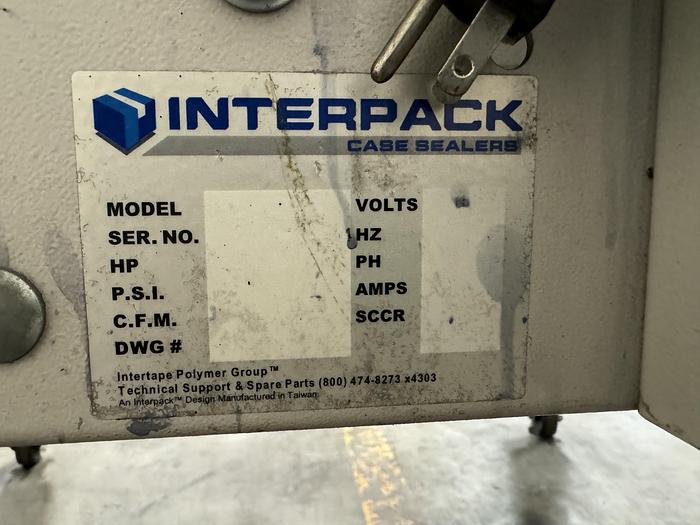 INTERPACK
CASE SEALERS
MODEL
SER. NO.
HP
P.S.I.
C.F.M.
DWG #
VOLTS
HZ
PH
AMPS
SCCR
Intertape Polymer Group™
Technical Support & Spare Parts (800) 474-8273 x4303
An Interpack™ Design Manufactured in Taiwan